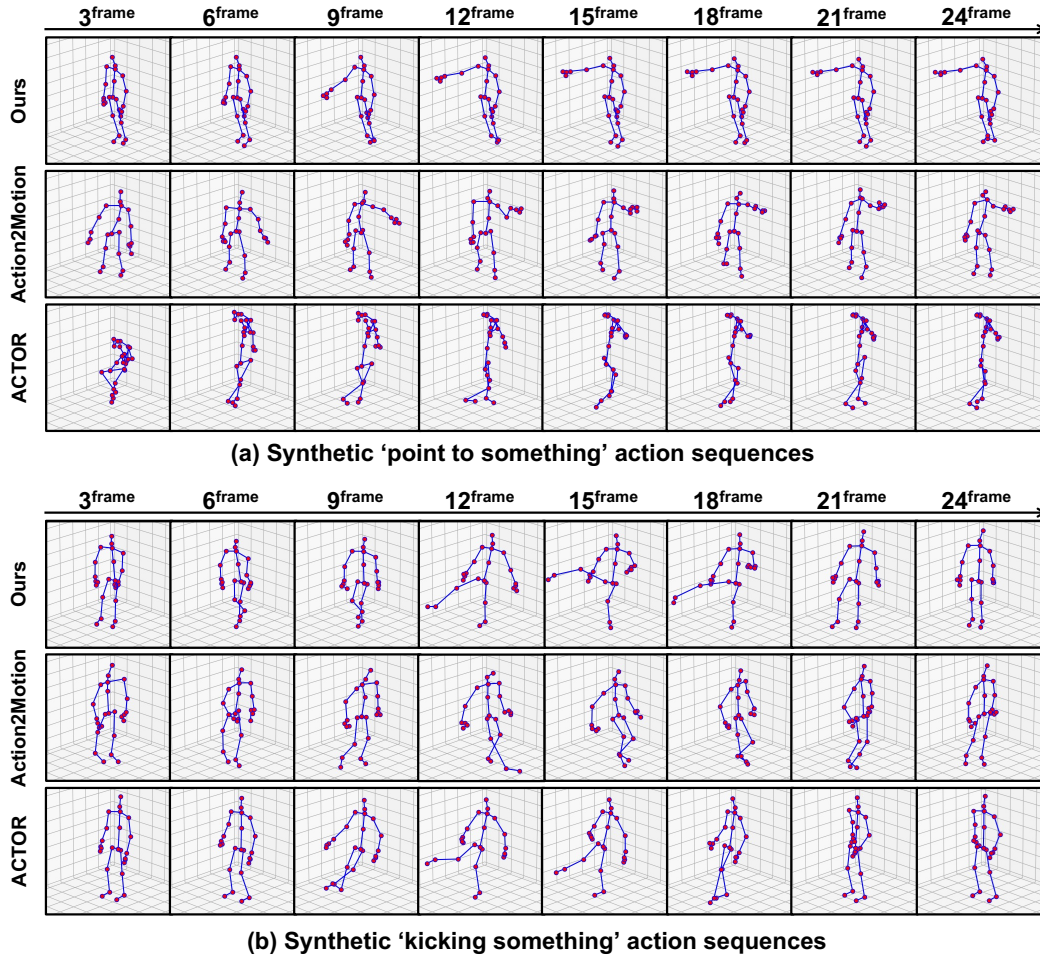 3frame 6frame 9frame 12frame 15frame 18frame 21frame 24frame
Ours
Action2Motion
ACTOR
(a) Synthetic ‘point to something’ action sequences
3frame 6frame 9frame 12frame 15frame 18frame 21frame 24frame
Ours
Action2Motion
ACTOR
(b) Synthetic ‘kicking something’ action sequences